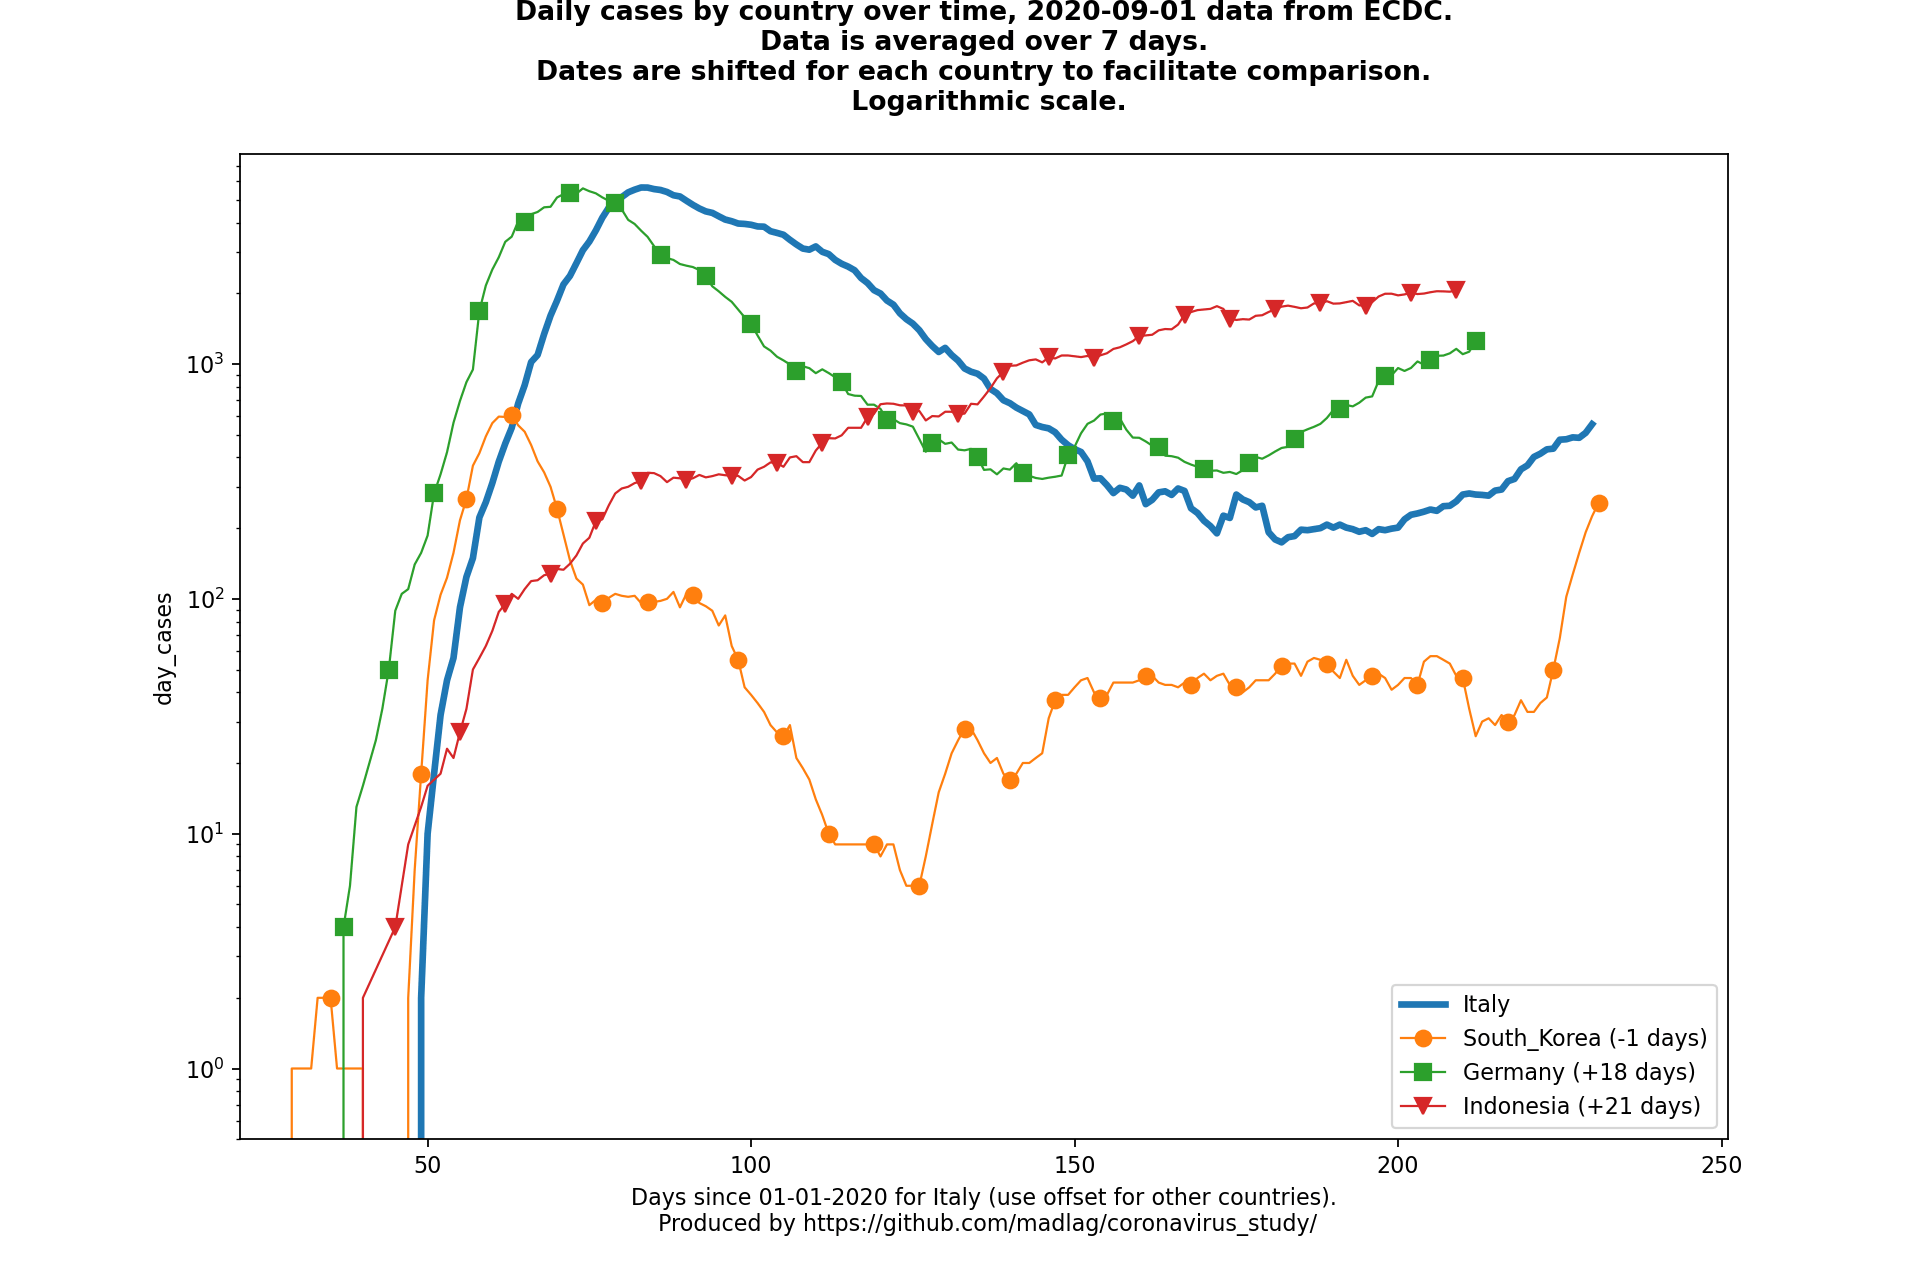 Daily cases by country over time, 2020-09-01 data from ECDC.
Data is averaged over 7 days.
Dates are shifted for each country to facilitate comparison.
Logarithmic scale.
day_cases
10³
10²
10¹
10⁰
50
100
150
200
250
Italy
South_Korea (-1 days)
Germany (+18 days)
Indonesia (+21 days)
Days since 01-01-2020 for Italy (use offset for other countries).
Produced by https://github.com/madlag/coronavirus_study/